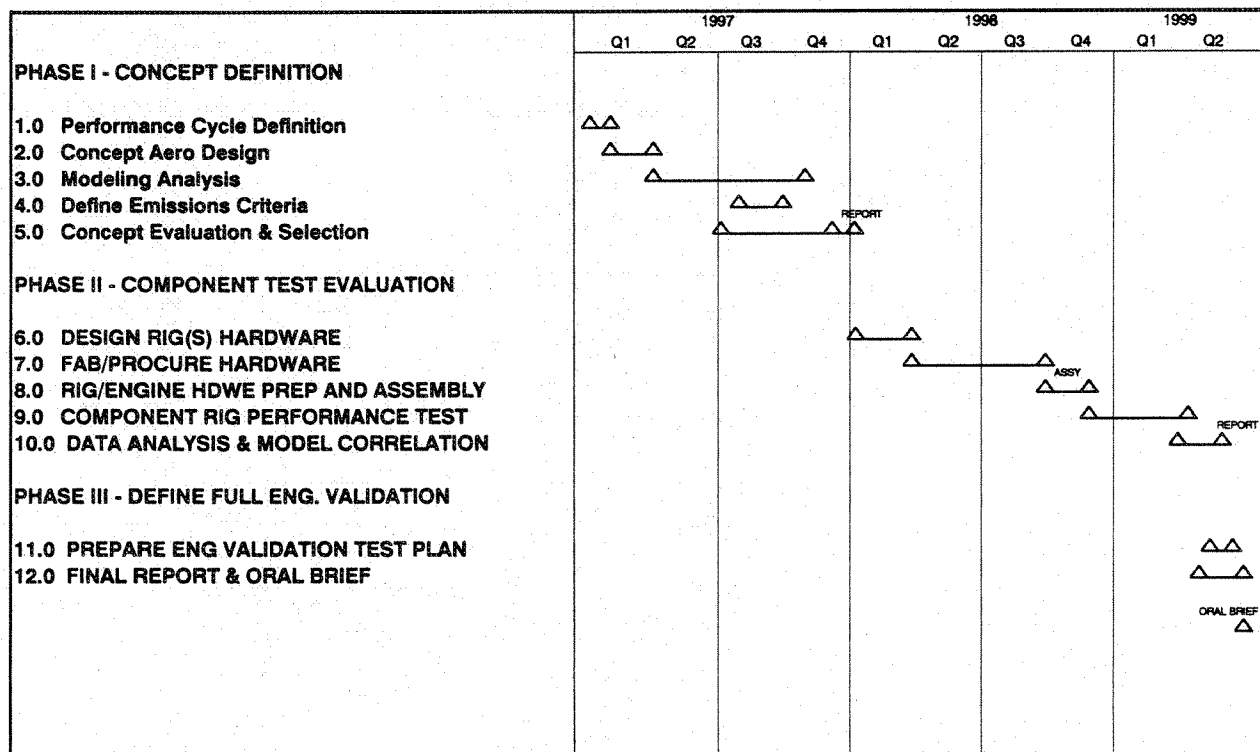 1997 1998 1999
Q1 Q2 Q3 Q4 Q1 Q2 Q3 Q4 Q1 Q2
PHASE I - CONCEPT DEFINITION
1.0 Performance Cycle Definition
2.0 Concept Aero Design
3.0 Modeling Analysis
4.0 Define Emissions Criteria
REPORT
5.0 Concept Evaluation & Selection
PHASE II - COMPONENT TEST EVALUATION
6.0 DESIGN RIG(S) HARDWARE
7.0 FAB/PROCURE HARDWARE
ASSY
8.0 RIG/ENGINE HDWE PREP AND ASSEMBLY
9.0 COMPONENT RIG PERFORMANCE TEST
REPORT
10.0 DATA ANALYSIS & MODEL CORRELATION
PHASE III - DEFINE FULL ENG. VALIDATION
11.0 PREPARE ENG VALIDATION TEST PLAN
12.0 FINAL REPORT & ORAL BRIEF
ORAL BRIEF